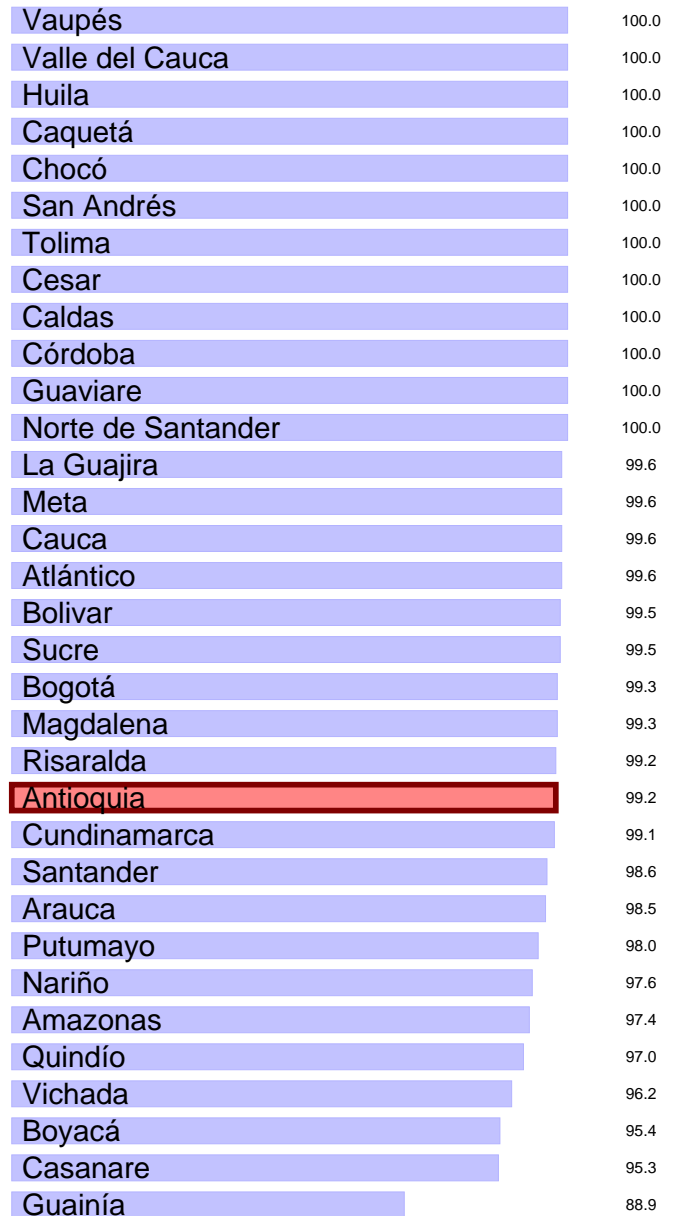 Vaupés 100.0
Valle del Cauca 100.0
Huila 100.0
Caquetá 100.0
Chocó 100.0
San Andrés 100.0
Tolima 100.0
Cesar 100.0
Caldas 100.0
Córdoba 100.0
Guaviare 100.0
Norte de Santander 100.0
La Guajira 99.6
Meta 99.6
Cauca 99.6
Atlántico 99.6
Bolivar 99.5
Sucre 99.5
Bogotá 99.3
Magdalena 99.3
Risaralda 99.2
Antioquia 99.2
Cundinamarca 99.1
Santander 98.6
Arauca 98.5
Putumayo 98.0
Nariño 97.6
Amazonas 97.4
Quindío 97.0
Vichada 96.2
Boyacá 95.4
Casanare 95.3
Guainía 88.9